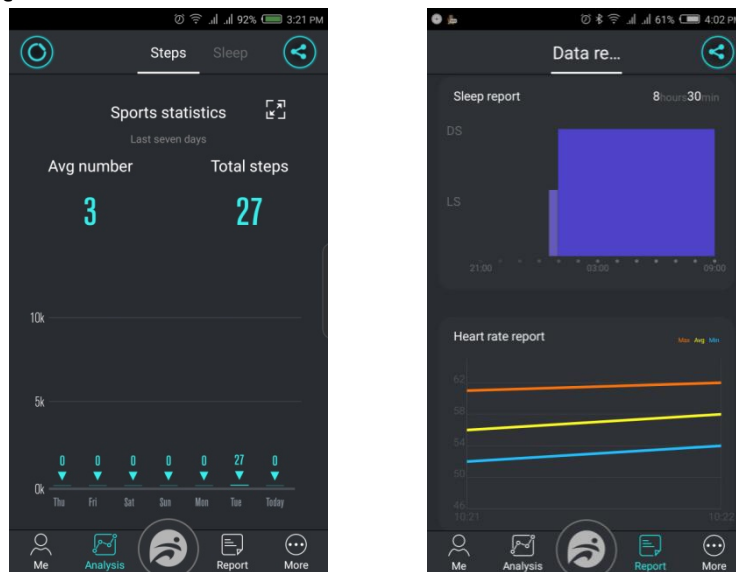 92% 3:21 PM
Steps Sleep
Sports statistics
Last seven days
Avg number Total steps
3 27
10k
5k
0 0 0 0 0 27 0
0k
Thu Fri Sat Sun Mon Tue Today
Me Analysis Report More
61% 4:02 PM
Data re...
Sleep report 8hours30min
DS
LS
21:00 03:00 09:00
Heart rate report Max Avg Min
62
58
54
50
46
10:21 10:22
Me Analysis Report More